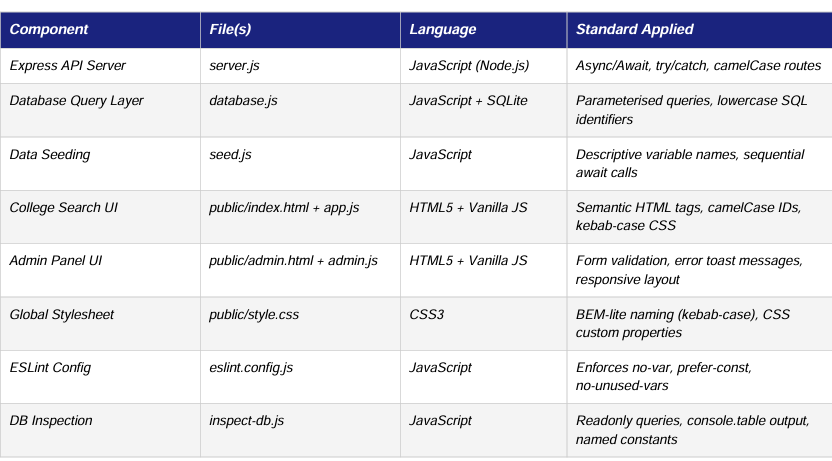 Component File(s) Language Standard Applied
Express API Server server.js JavaScript (Node.js) Async/Await, try/catch, camelCase routes
Database Query Layer database.js JavaScript + SQLite Parameterised queries, lowercase SQL
identifiers
Data Seeding seed.js JavaScript Descriptive variable names, sequential
await calls
College Search UI public/index.html + app.js HTML5 + Vanilla JS Semantic HTML tags, camelCase IDs,
kebab-case CSS
Admin Panel UI public/admin.html + admin.js HTML5 + Vanilla JS Form validation, error toast messages,
responsive layout
Global Stylesheet public/style.css CSS3 BEM-lite naming (kebab-case), CSS
custom properties
ESLint Config eslint.config.js JavaScript Enforces no-var, prefer-const,
no-unused-vars
DB Inspection inspect-db.js JavaScript Readonly queries, console.table output,
named constants